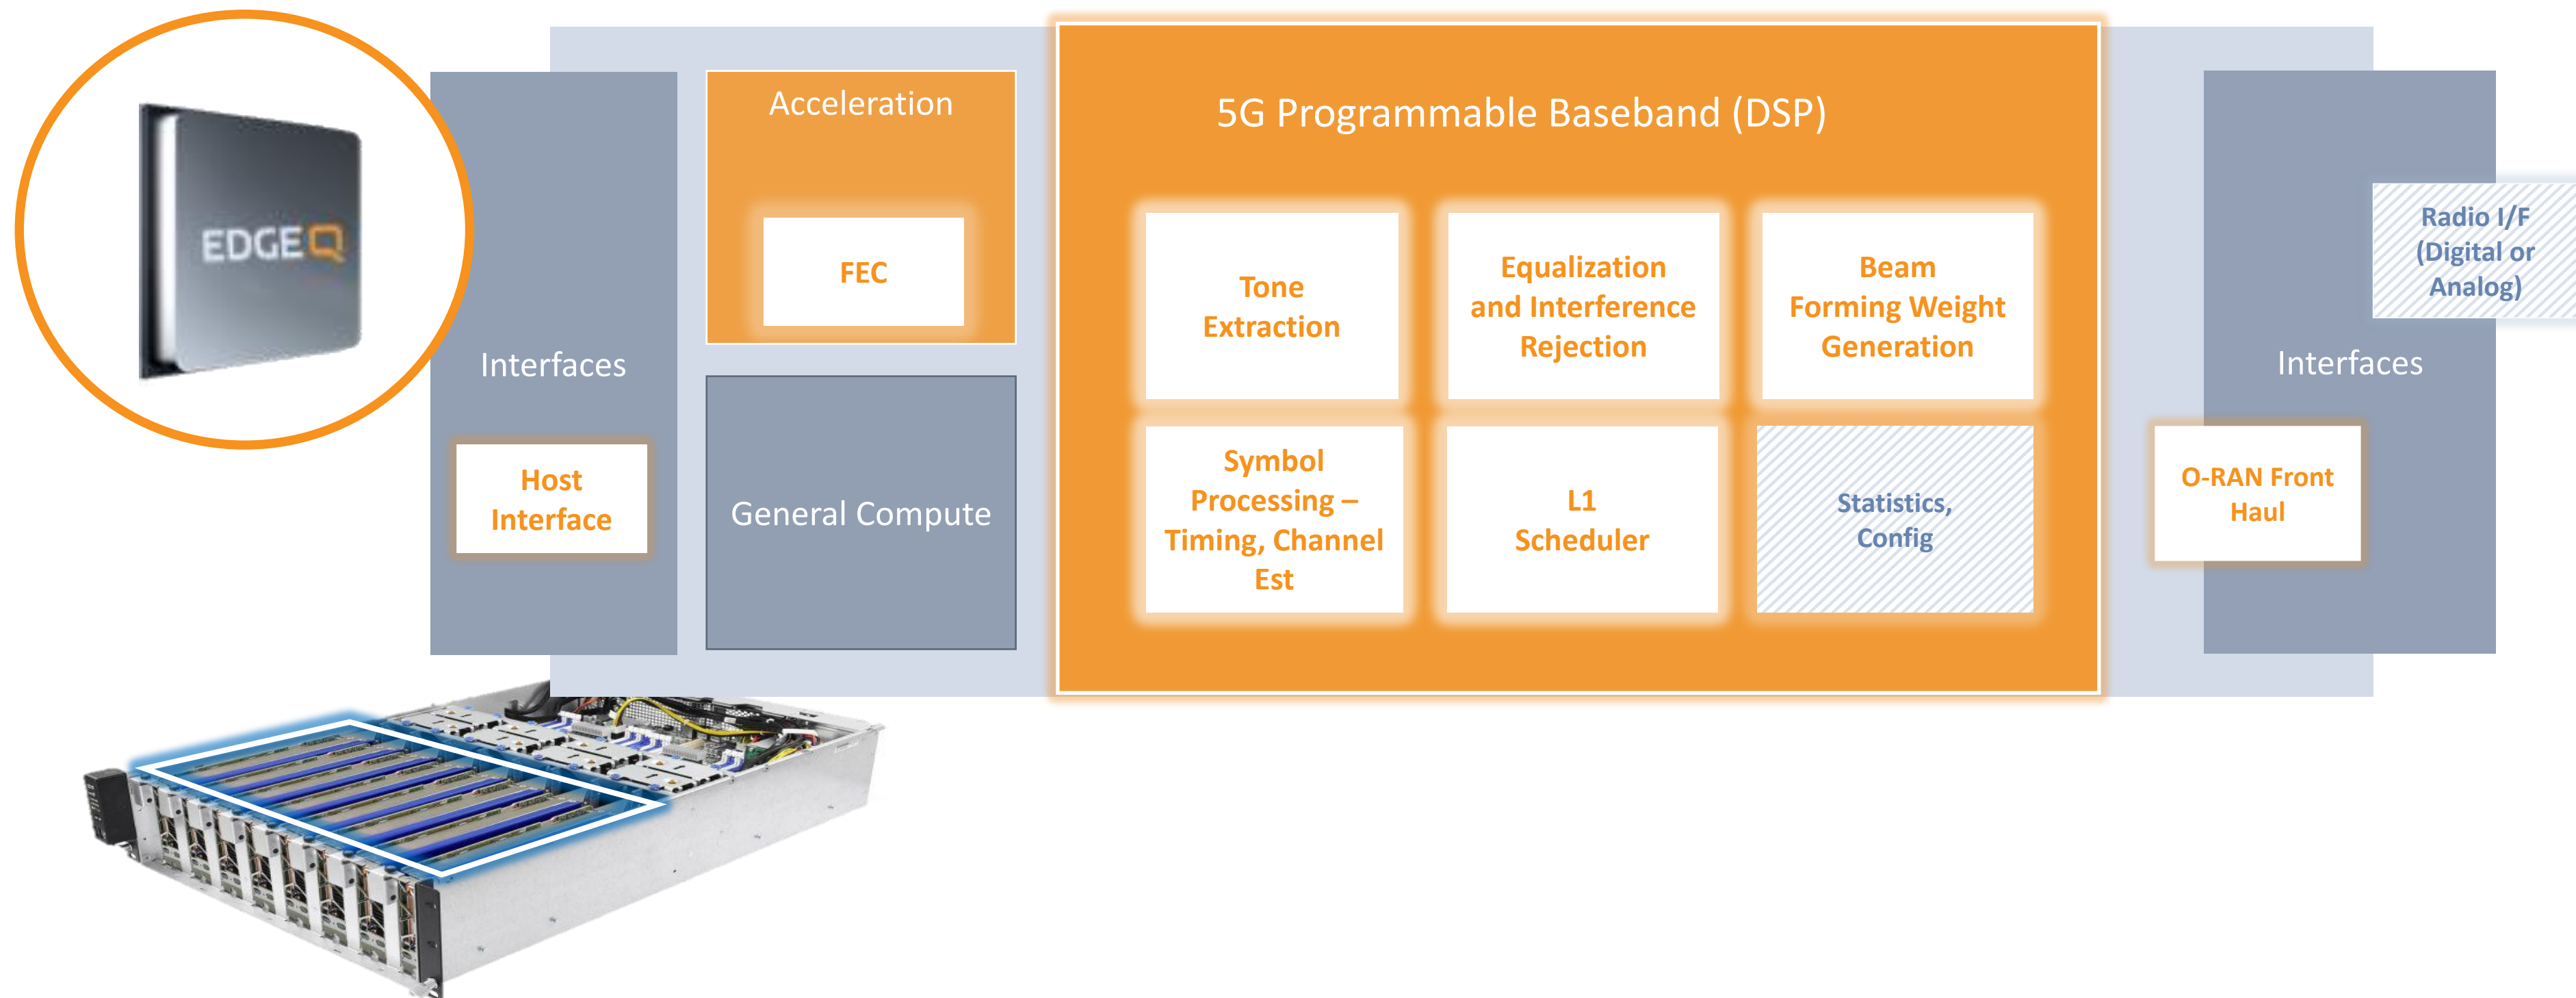 EDGEQ
Interfaces
Host
Interface
Acceleration
FEC
General Compute
5G Programmable Baseband (DSP)
Tone
Extraction
Equalization
and Interference
Rejection
Beam
Forming Weight
Generation
Symbol
Processing –
Timing, Channel
Est
L1
Scheduler
Statistics,
Config
Radio I/F
(Digital or
Analog)
Interfaces
O-RAN Front
Haul